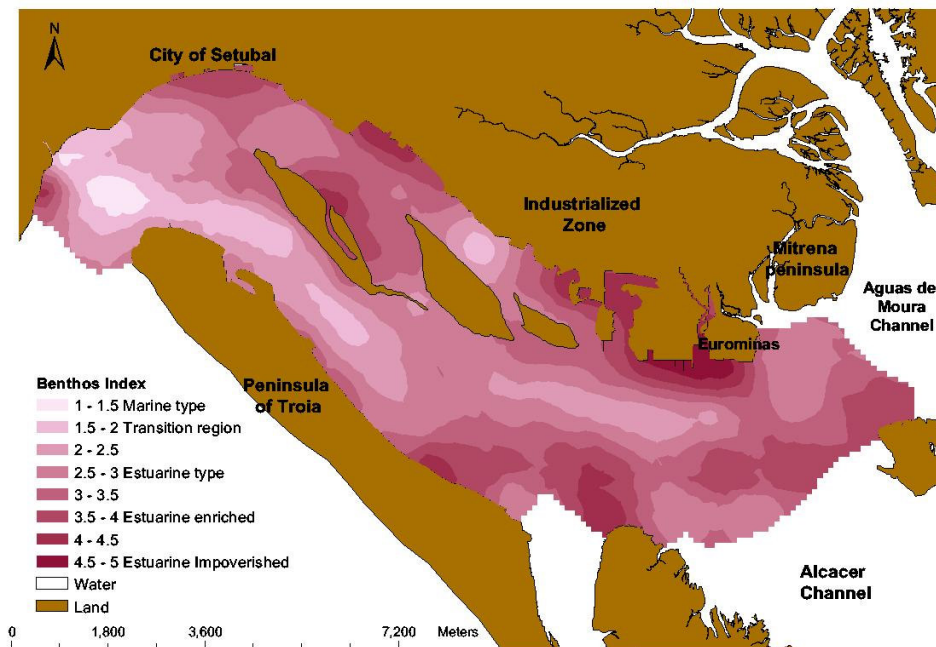 N
City of Setubal
Industrialized
Zone
Mitrena
peninsula
Aguas de
Moura
Channel
Eurominas
Peninsula
of Troia
Benthos Index
1 - 1.5 Marine type
1.5 - 2 Transition region
2 - 2.5
2.5 - 3 Estuarine type
3 - 3.5
3.5 - 4 Estuarine enriched
4 - 4.5
4.5 - 5 Estuarine Impoverished
Water
Land
Alcacer
Channel
0 1,800 3,600 7,200 Meters